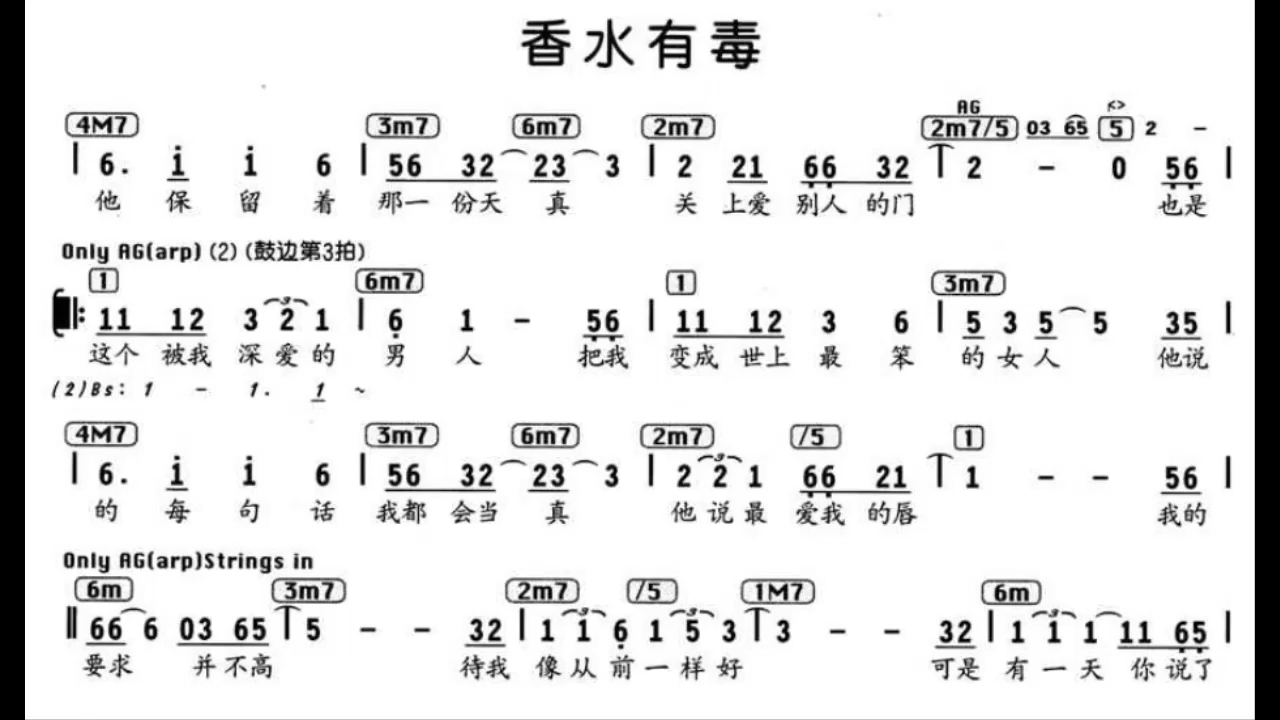 香水有毒
AG <>
4M7 3m7 6m7 2m7 2m7/5 03 65 5 2 –
| 6. i i 6 | 56 32 23 3 | 2 21 66 32 | 2 – 0 56 |
他 保 留 着 那一 份天 真 关 上爱 别人 的门 也是
Only AG(arp) (2) (鼓边第3拍)
1 6m7 1 3m7
‖: 11 12 3 2 1 | 6 1 – 56 | 11 12 3 6 | 5 3 5 5 35 |
这个 被我 深 爱 的 男 人 把我 变成 世上 最 笨 的 女 人 他说
(2)Bs: 1 – 1. 1 ~
4M7 3m7 6m7 2m7 /5 1
| 6. i i 6 | 56 32 23 3 | 2 2 1 66 21 | 1 – – 56 |
的 每 句 话 我都 会当 真 他 说 最 爱我 的唇 我的
Only AG(arp)Strings in
6m 3m7 2m7 /5 1M7 6m
‖ 66 6 03 65 | 5 – – 32 | 1 1 6 1 5 3 | 3 – – 32 | 1 1 1 11 65 |
要求 并 不高 待我 像 从 前 一 样 好 可是 有 一 天 你 说了